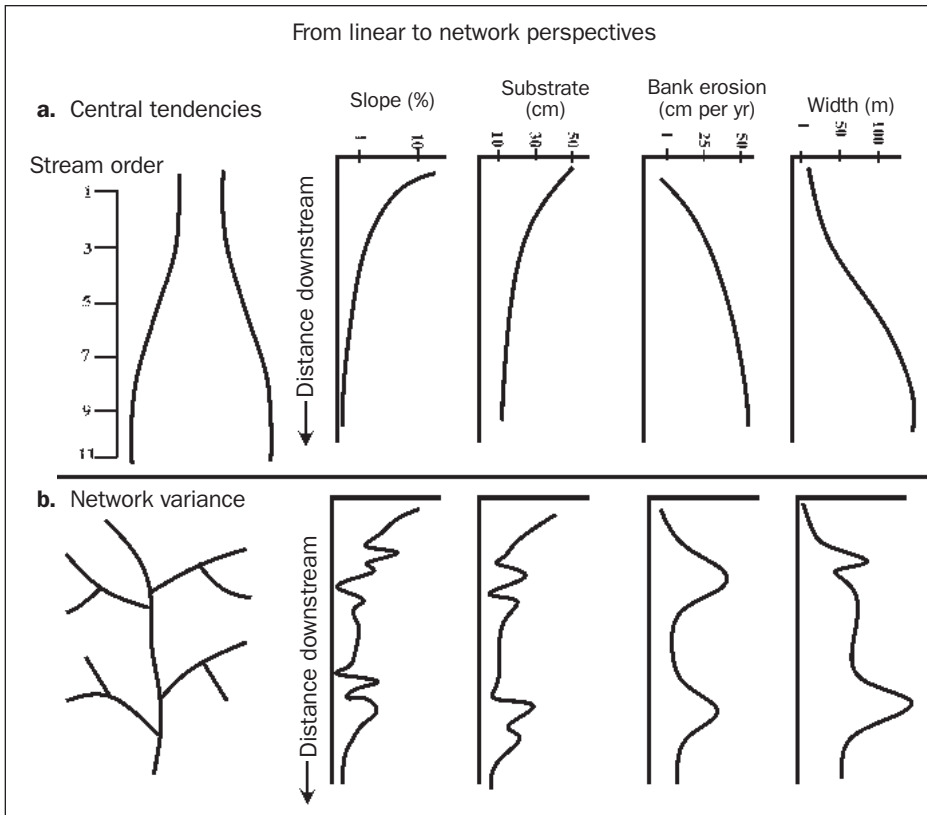 From linear to network perspectives
a. Central tendencies
Slope (%)
Substrate
(cm)
Bank erosion
(cm per yr)
Width (m)
1 10
10 30 50
1 25 50
1 50 100
Stream order
1
3
5
7
9
11
Distance downstream
b. Network variance
Distance downstream